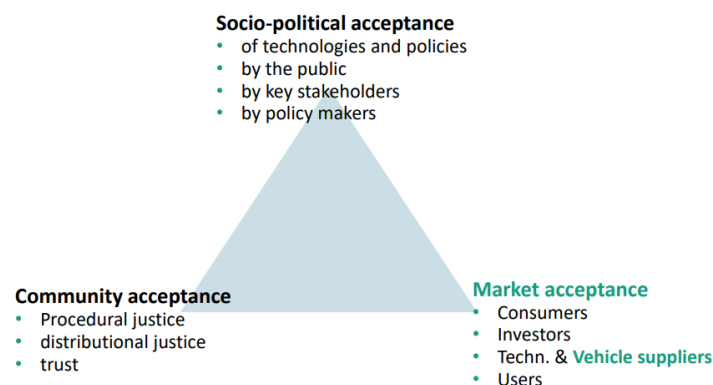 Socio-political acceptance
• of technologies and policies
• by the public
• by key stakeholders
• by policy makers
Community acceptance
• Procedural justice
• distributional justice
• trust
Market acceptance
• Consumers
• Investors
• Techn. & Vehicle suppliers
• Users